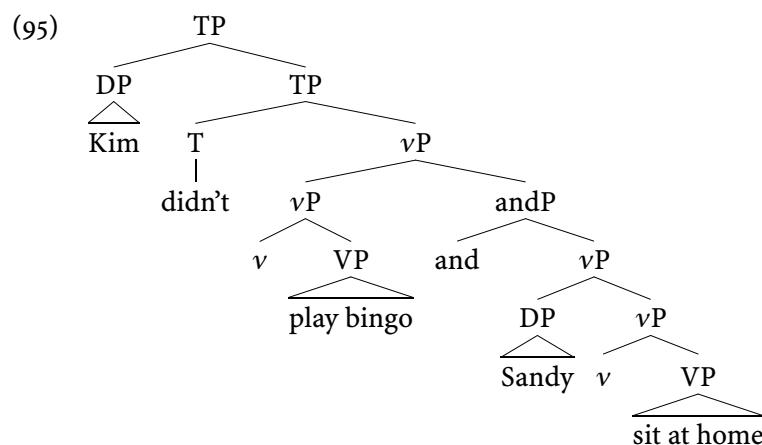 (95) TP
DP TP
Kim T νP
didn't νP andP
ν VP and νP
play bingo DP νP
Sandy ν VP
sit at home